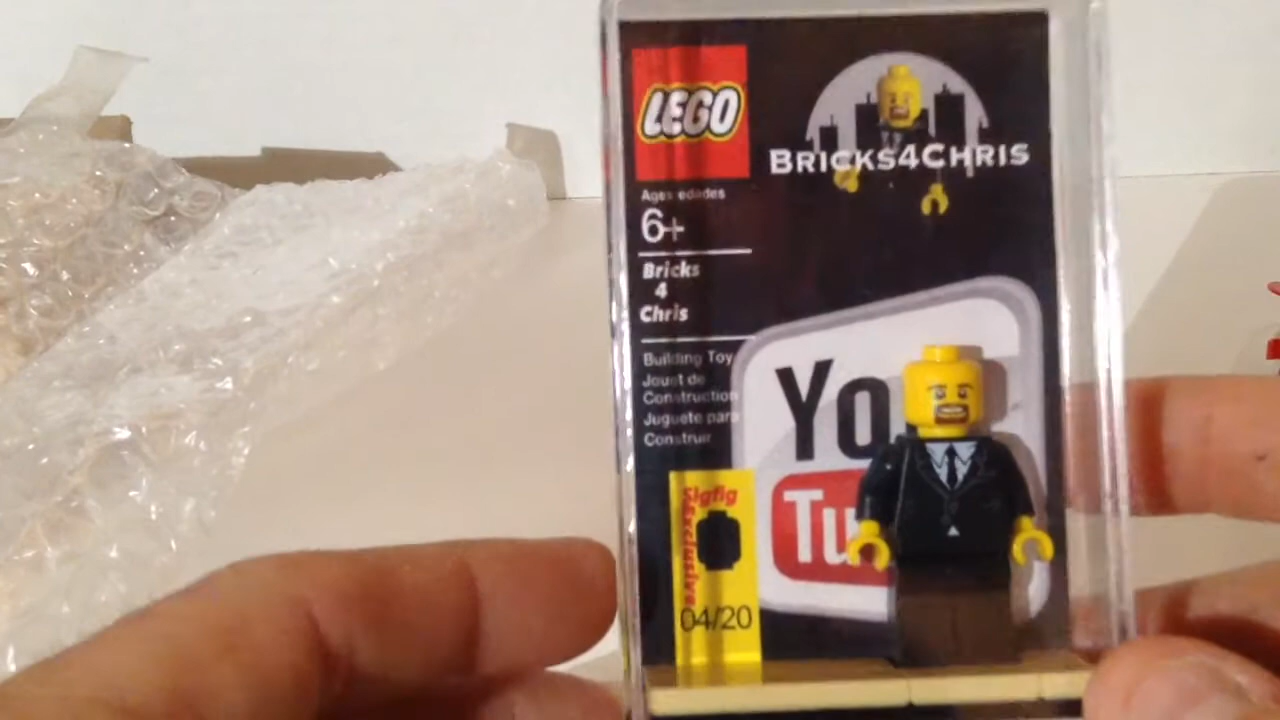 LEGO
BRICKS4CHRIS
Ages edades
6+
Bricks
4
Chris
Building Toy
Jouet de
Construction
Juguete para
Construir
Yo
Tu
Sigfig
Exclusive
04/20